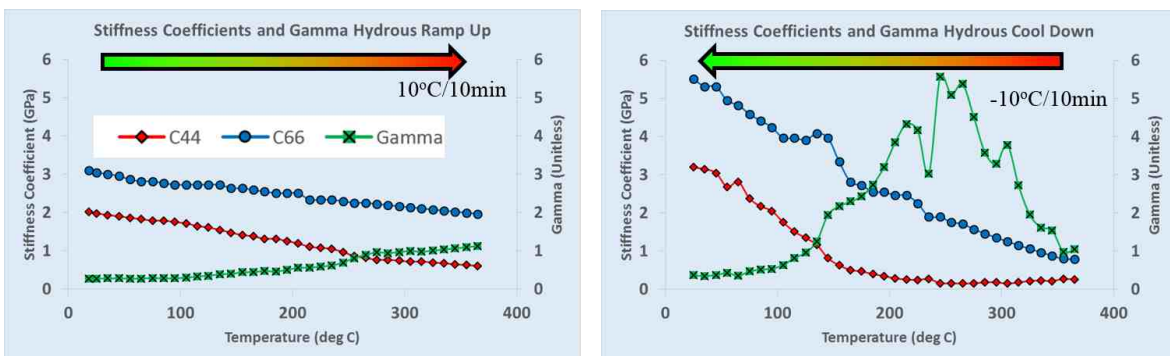 Stiffness Coefficients and Gamma Hydrous Ramp Up
10°C/10min
C44 C66 Gamma
Stiffness Coefficient (GPa)
6
5
4
3
2
1
0
Gamma (Unitless)
6
5
4
3
2
1
0
0 100 200 300 400
Temperature (deg C)
Stiffness Coefficients and Gamma Hydrous Cool Down
-10°C/10min
Stiffness Coefficient (GPa)
6
5
4
3
2
1
0
Gamma (Unitless)
6
5
4
3
2
1
0
0 100 200 300 400
Temperature (deg C)